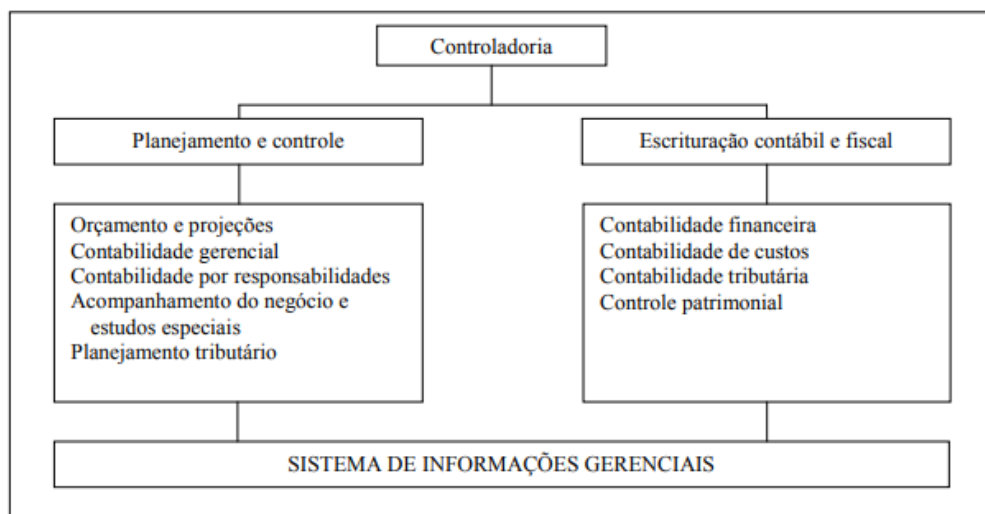 Controladoria
Planejamento e controle
Escrituração contábil e fiscal
Orçamento e projeções
Contabilidade gerencial
Contabilidade por responsabilidades
Acompanhamento do negócio e
estudos especiais
Planejamento tributário
Contabilidade financeira
Contabilidade de custos
Contabilidade tributária
Controle patrimonial
SISTEMA DE INFORMAÇÕES GERENCIAIS